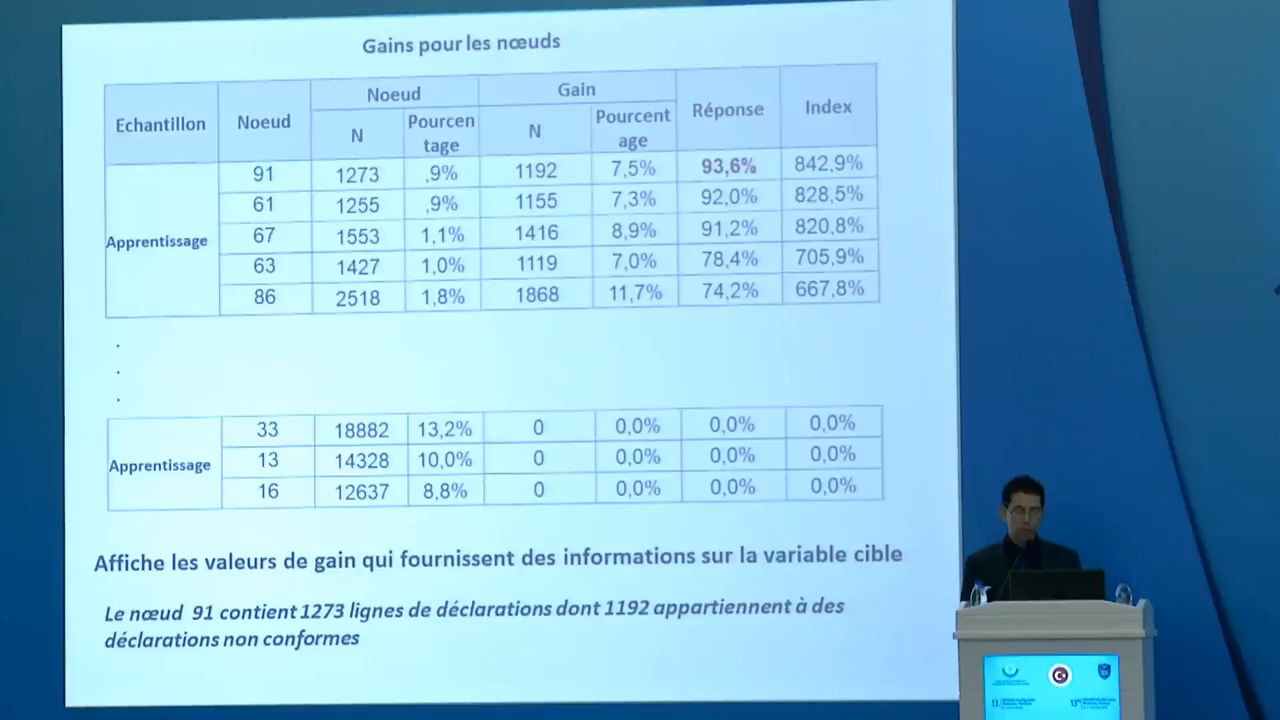 Gains pour les nœuds
Echantillon Noeud Noeud Gain Réponse Index
N Pourcen tage N Pourcent age
Apprentissage
91 1273 ,9% 1192 7,5% 93,6% 842,9%
61 1255 ,9% 1155 7,3% 92,0% 828,5%
67 1553 1,1% 1416 8,9% 91,2% 820,8%
63 1427 1,0% 1119 7,0% 78,4% 705,9%
86 2518 1,8% 1868 11,7% 74,2% 667,8%
.
.
.
Apprentissage
33 18882 13,2% 0 0,0% 0,0% 0,0%
13 14328 10,0% 0 0,0% 0,0% 0,0%
16 12637 8,8% 0 0,0% 0,0% 0,0%
Affiche les valeurs de gain qui fournissent des informations sur la variable cible
Le nœud 91 contient 1273 lignes de déclarations dont 1192 appartiennent à des
déclarations non conformes